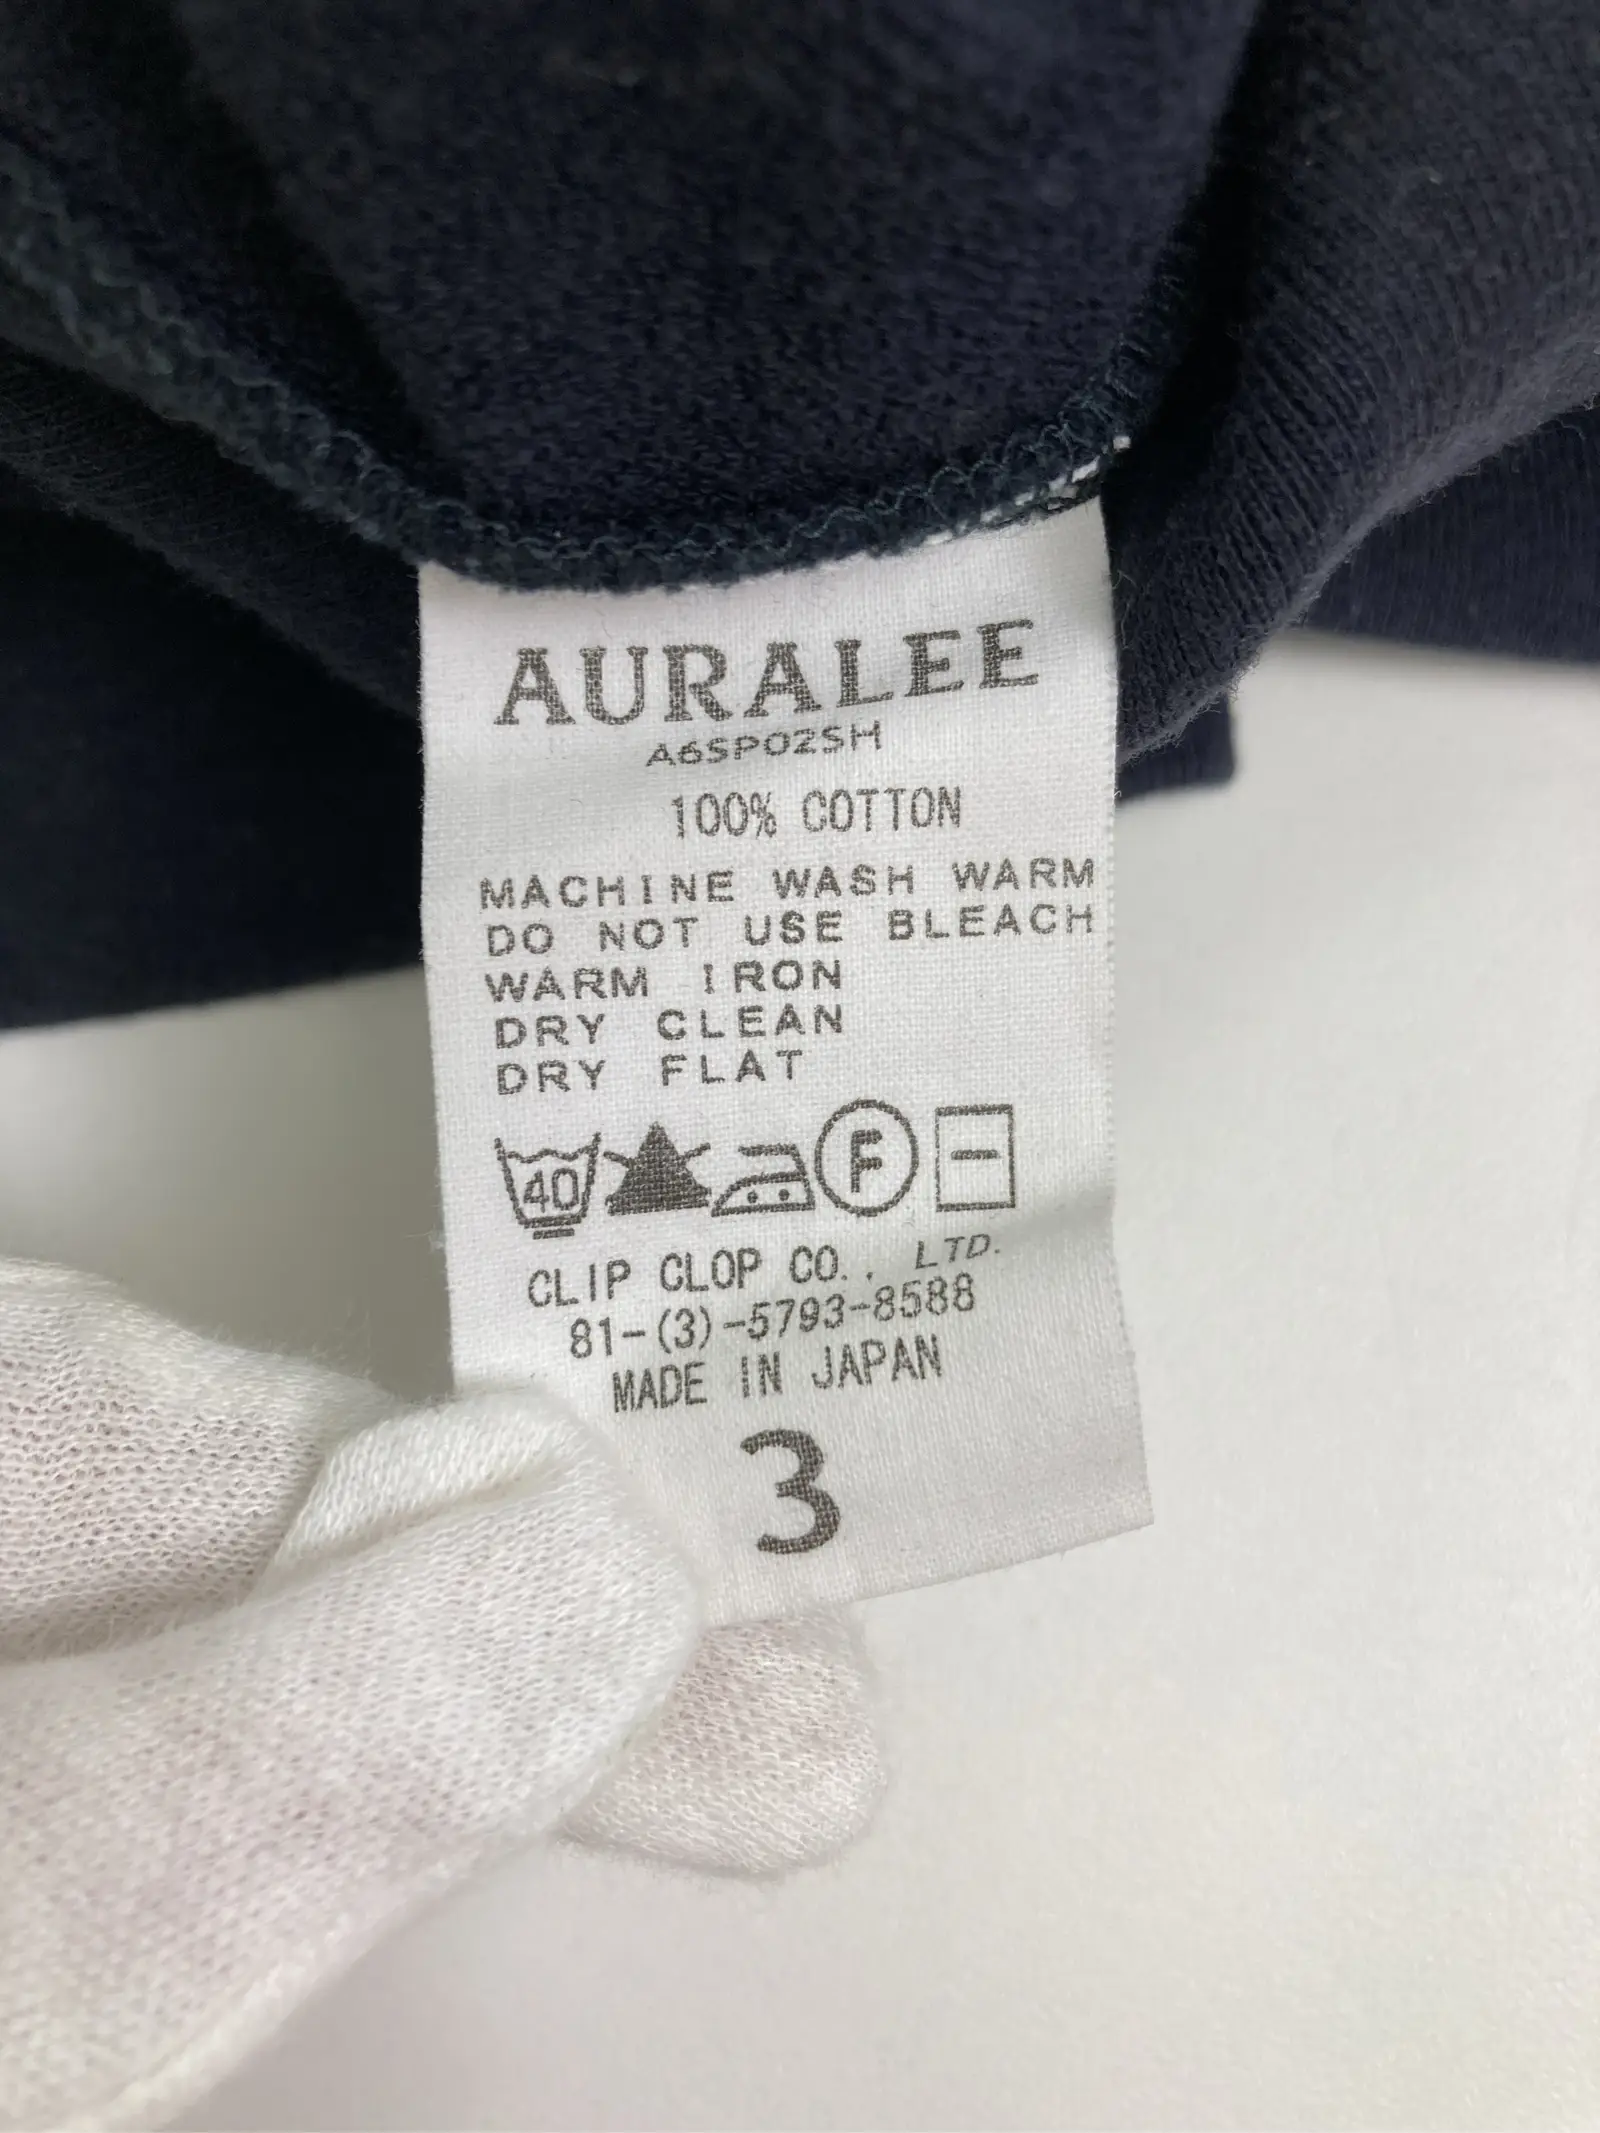 AURALEE
A6SP02SH
100% COTTON
MACHINE WASH WARM
DO NOT USE BLEACH
WARM IRON
DRY CLEAN
DRY FLAT
40 F
CLIP CLOP CO., LTD.
81-(3)-5793-8588
MADE IN JAPAN
3